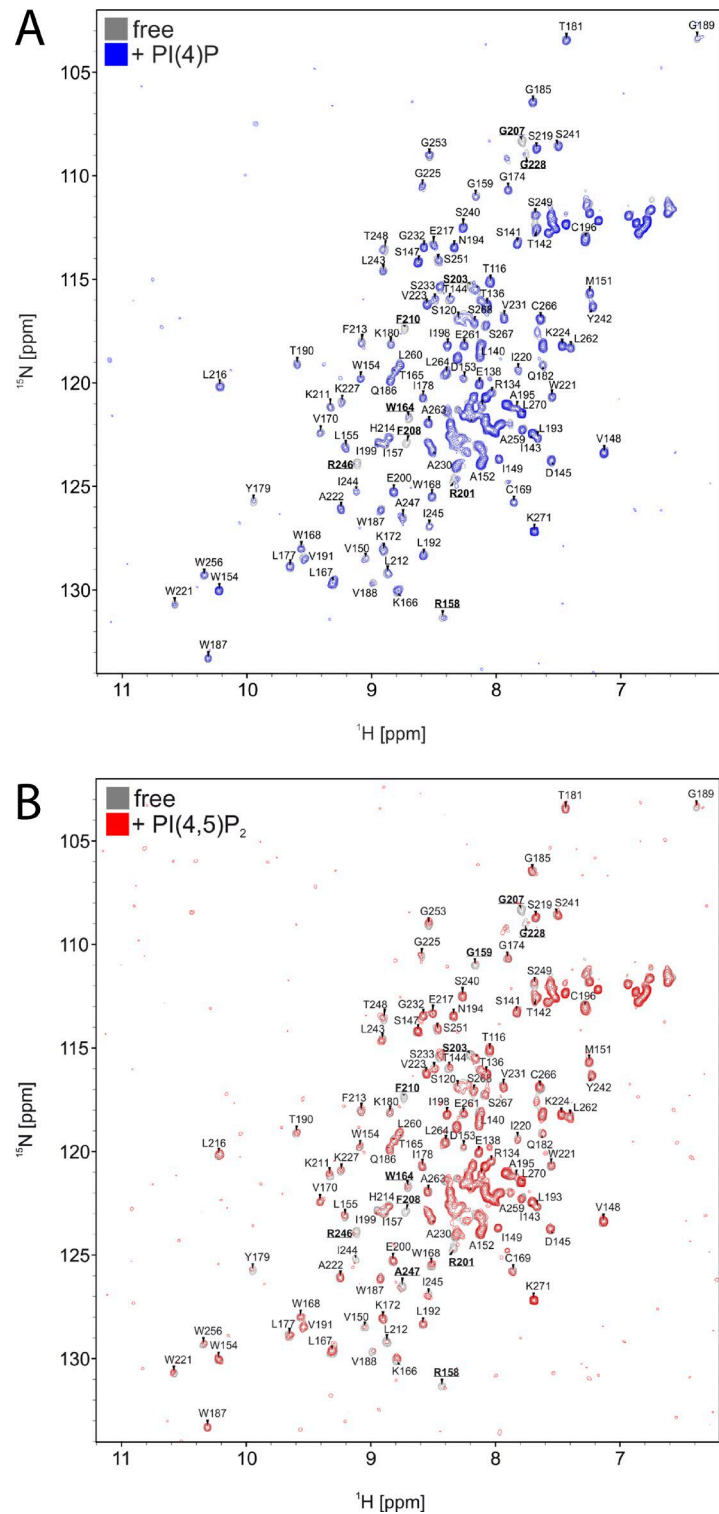 A
free
+ PI(4)P
T181
G189
105
G185
G207
S219
S241
G228
G253
G225
G159
G174
110
S240
S249
T248
G232
E217
S147
N194
S141
T142
C196
L243
S251
S203
S233
T144
T116
M151
115
V223
S120
T136
S268
V231
C266
Y242
F210
F213
K180
I198
E261
S267
L140
K224
L262
T190
L260
L264
D153
I220
W154
T165
E138
Q182
W221
L216
Q186
I178
R134
120
K227
K211
W164
A263
A195
L270
V170
H214
F208
L155
I199
I157
A259
L193
I143
V148
R246
A230
A152
I149
D145
I244
E200
W168
R201
C169
125
Y179
A222
A247
I245
W187
K271
W168
K172
L192
L177
V191
V150
L212
W256
W154
L167
V188
K166
R158
130
W221
W187
15N [ppm]
11
10
9
8
7
1H [ppm]
B
free
+ PI(4,5)P2
T181
G189
105
G185
G207
S219
S241
G228
G253
G225
G159
G174
110
S240
S249
T248
G232
E217
S147
N194
S141
T142
C196
L243
S251
S203
S233
T144
T116
M151
115
V223
S120
T136
S268
V231
C266
Y242
F210
F213
K180
I198
E261
S267
L140
K224
L262
T190
L260
L264
D153
I220
W154
T165
E138
Q182
W221
L216
Q186
I178
R134
120
K227
K211
W164
A263
A195
L270
V170
H214
F208
L155
I199
I157
A259
L193
I143
V148
R246
A230
A152
I149
D145
I244
E200
W168
R201
C169
125
Y179
A222
A247
I245
W187
K271
W168
K172
L192
L177
V191
V150
L212
W256
W154
L167
V188
K166
R158
130
W221
W187
15N [ppm]
11
10
9
8
7
1H [ppm]